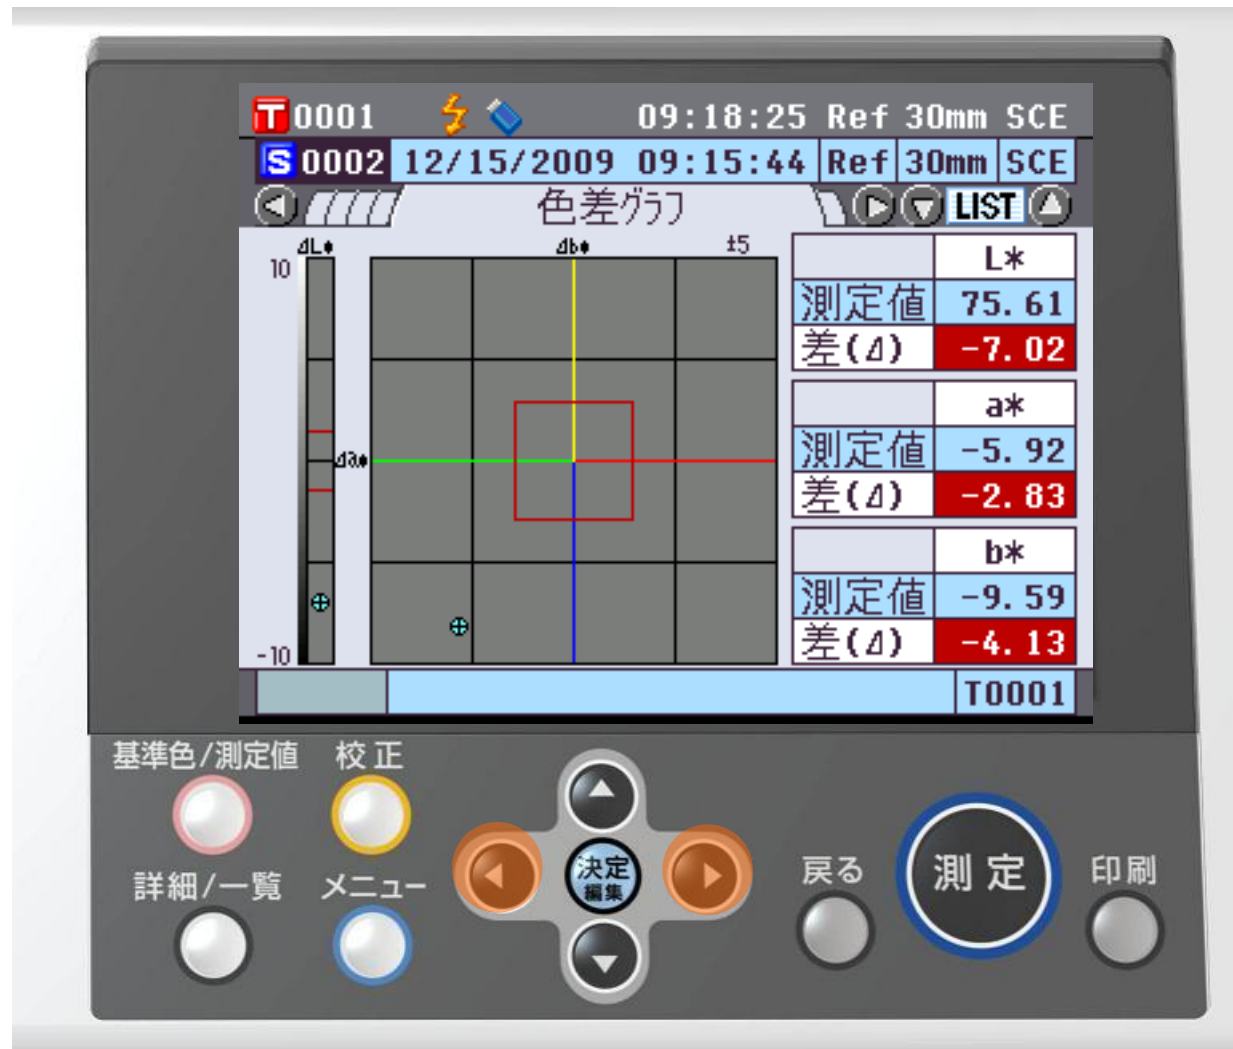 T 0001 09:18:25 Ref 30mm SCE
S 0002 12/15/2009 09:15:44 Ref 30mm SCE
色差グラフ LIST
ΔL* Δb* ±5
10
Δa*
-10
L*
測定値 75.61
差(Δ) -7.02
a*
測定値 -5.92
差(Δ) -2.83
b*
測定値 -9.59
差(Δ) -4.13
T0001
基準色/測定値 校正
詳細/一覧 メニュー
決定
編集
戻る
測定
印刷